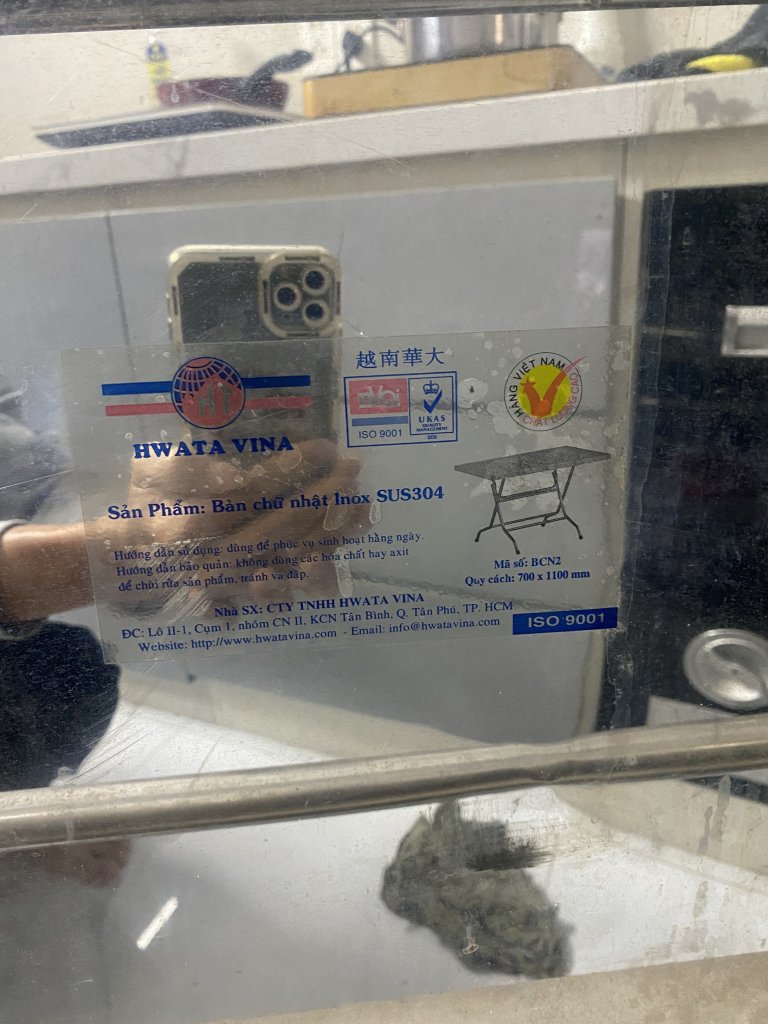 越南華大
HT
HWATA VINA
QVQI
UKAS
QUALITY
MANAGEMENT
ISO 9001
008
HÀNG VIỆT NAM
CHẤT LƯỢNG CAO
Sản Phẩm: Bàn chữ nhật Inox SUS304
Hướng dẫn sử dụng: dùng để phục vụ sinh hoạt hằng ngày.
Hướng dẫn bảo quản: không dùng các hóa chất hay axit
để chùi rửa sản phẩm, tránh va đập.
Mã số: BCN2
Quy cách: 700 x 1100 mm
Nhà SX: CTY TNHH HWATA VINA
ĐC: Lô II-1, Cụm 1, nhóm CN II, KCN Tân Bình, Q. Tân Phú, TP. HCM
Website: http://www.hwatavina.com - Email: info@hwatavina.com
ISO 9001